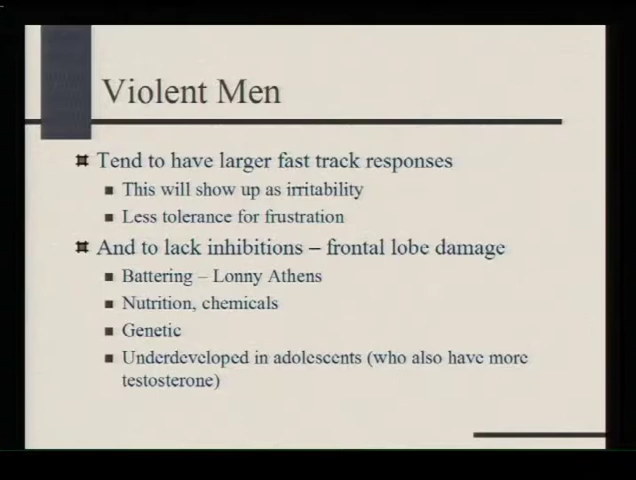 Violent Men
Tend to have larger fast track responses
This will show up as irritability
Less tolerance for frustration
And to lack inhibitions – frontal lobe damage
Battering – Lonny Athens
Nutrition, chemicals
Genetic
Underdeveloped in adolescents (who also have more
testosterone)